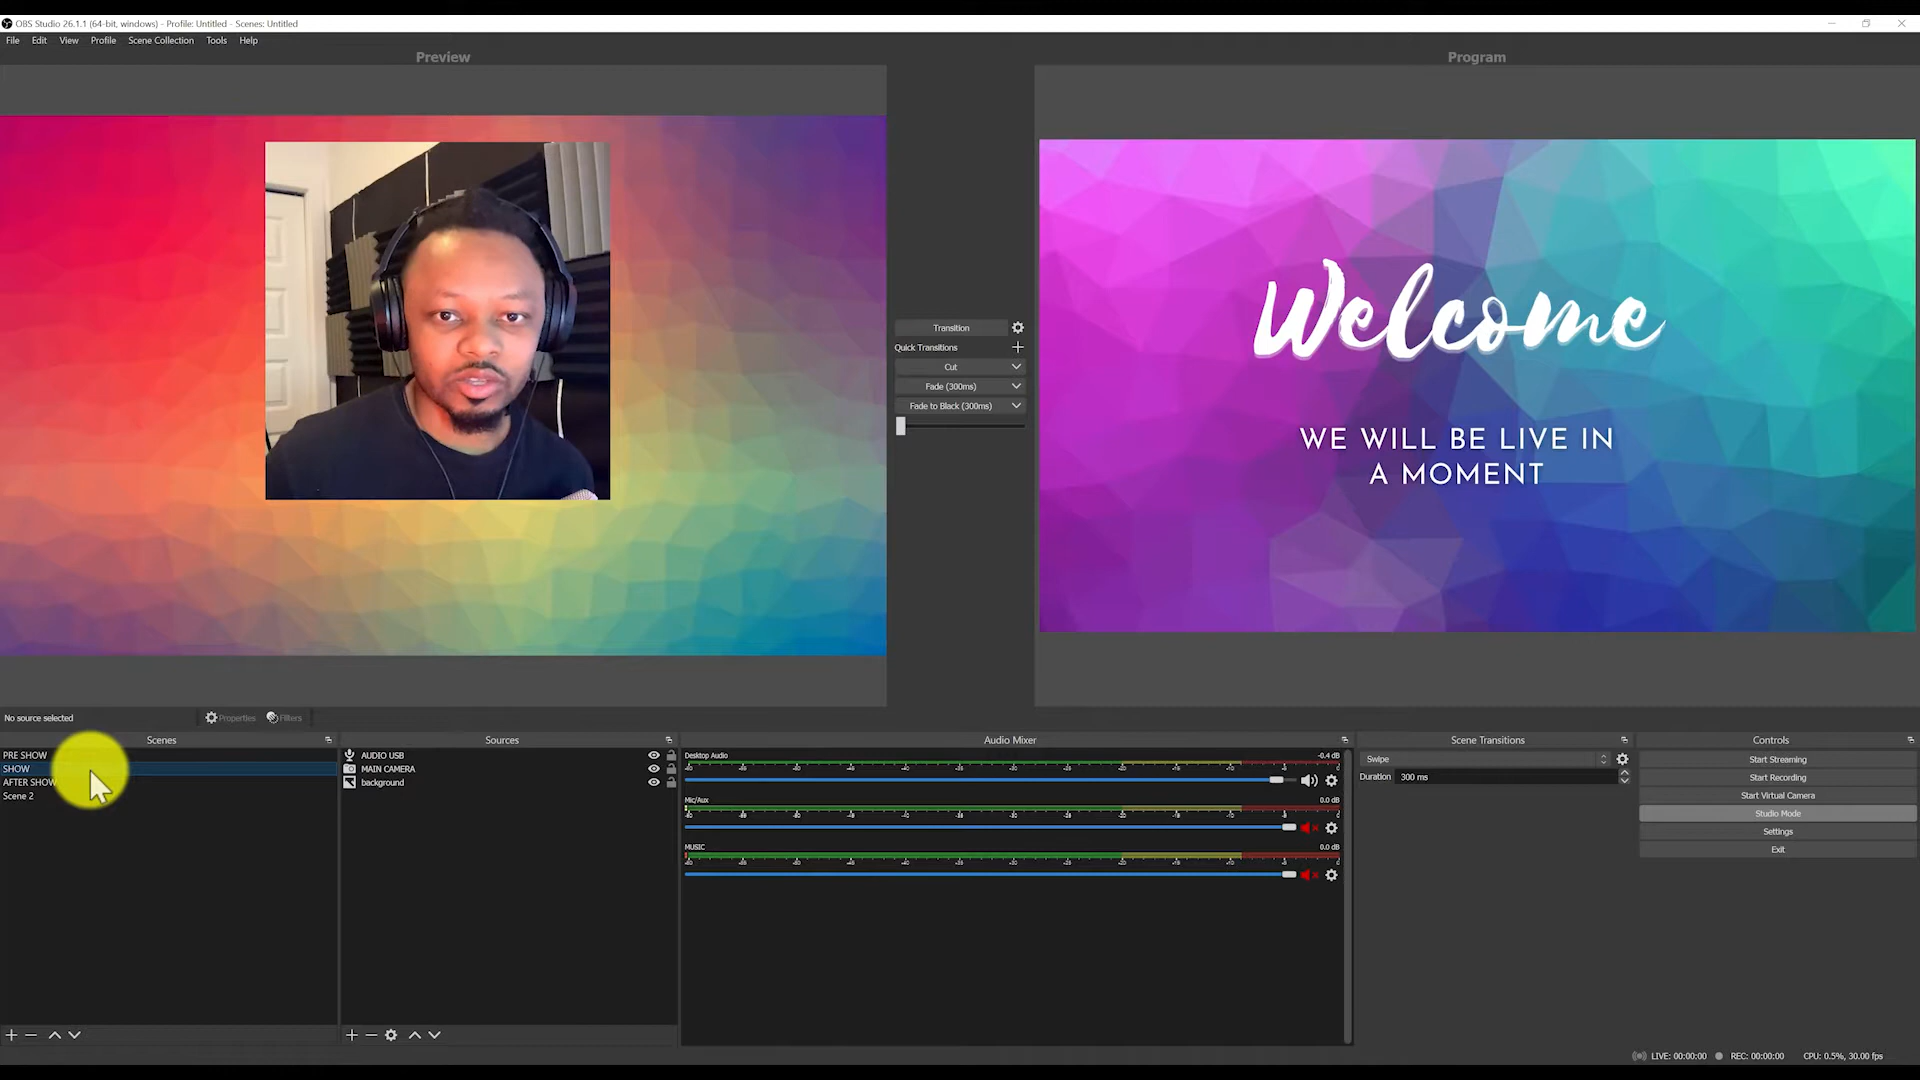 OBS Studio 26.1.1 (64-bit, windows) - Profile: Untitled - Scenes: Untitled
File Edit View Profile Scene Collection Tools Help
Preview
Program
Welcome
WE WILL BE LIVE IN
A MOMENT
Transition
Quick Transitions
Cut
Fade (300ms)
Fade to Black (300ms)
No source selected
Properties
Filters
Scenes
PRE SHOW
SHOW
AFTER SHOW
Scene 2
Sources
AUDIO USB
MAIN CAMERA
background
Audio Mixer
Desktop Audio
-0.4 dB
Mic/Aux
0.0 dB
MUSIC
0.0 dB
Scene Transitions
Swipe
Duration 300 ms
Controls
Start Streaming
Start Recording
Start Virtual Camera
Studio Mode
Settings
Exit
LIVE: 00:00:00
REC: 00:00:00
CPU: 0.5%, 30.00 fps